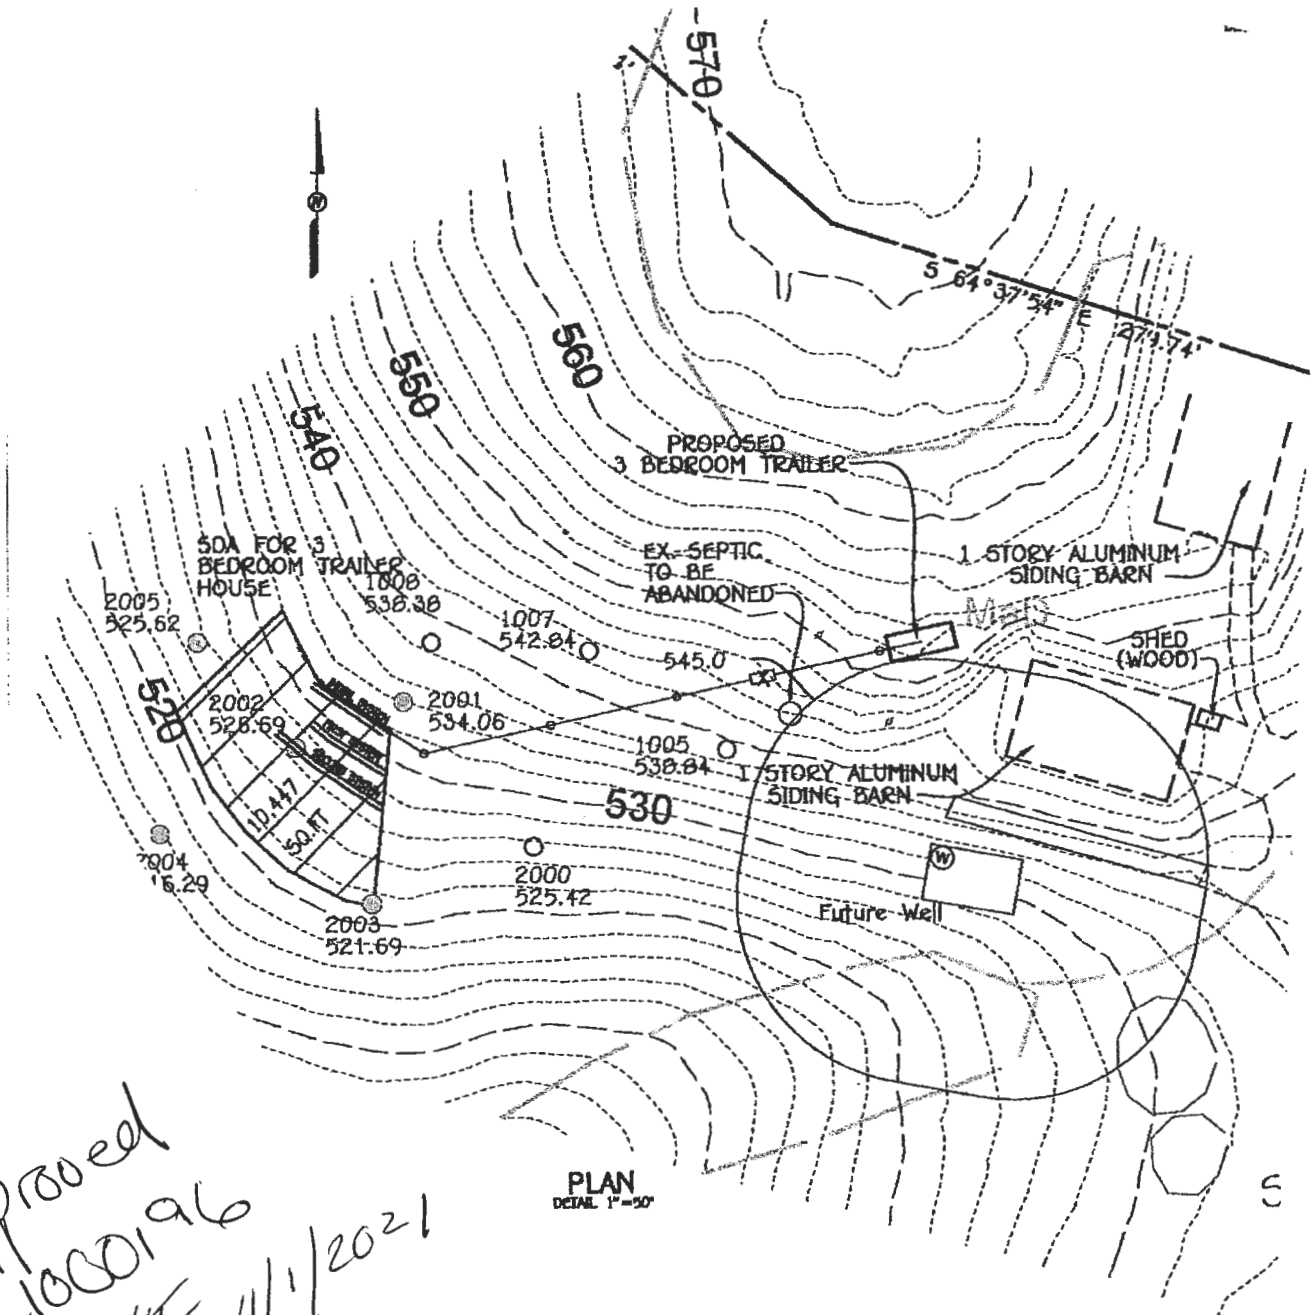 570
S 64°37'54" E 271.74'
560
550
540
PROPOSED
3 BEDROOM TRAILER
EX. SEPTIC
TO BE
ABANDONED
1 STORY ALUMINUM
SIDING BARN
SDA FOR 3
BEDROOM TRAILER
HOUSE
2005
525.62
1008
538.38
1007
542.84
545.0
SHED
(WOOD)
520
2002
528.69
2001
534.06
1005
538.84
1 STORY ALUMINUM
SIDING BARN
530
10,447
SQ.FT
W
Future Well
2004
16.29
2000
525.42
2003
521.69
PLAN
DETAIL 1"=50'
S
11/1/2021